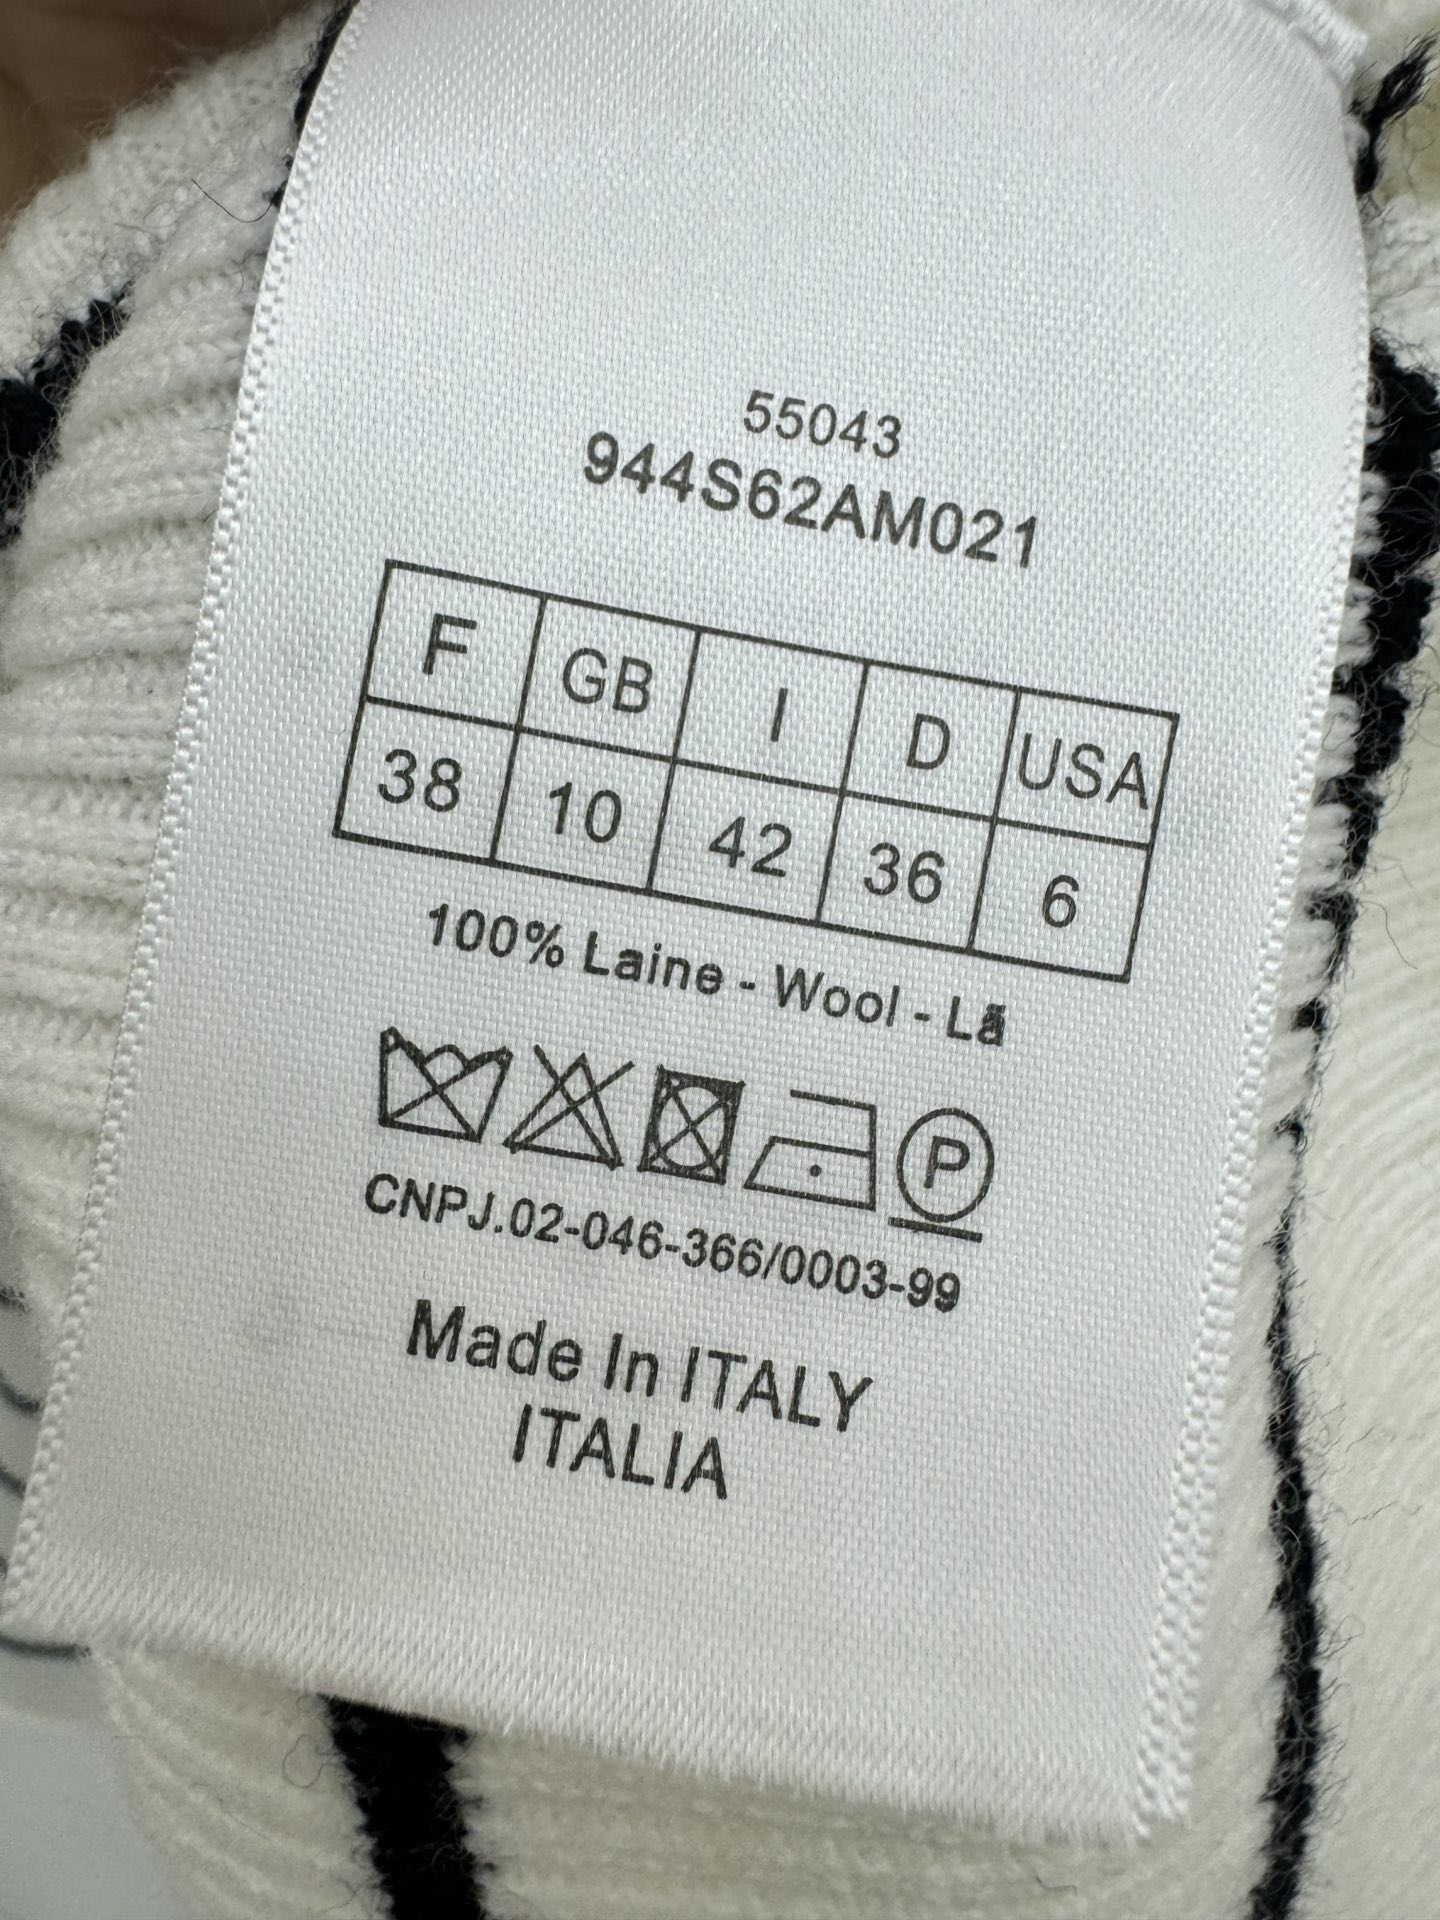 55043
944S62AM021
F GB I D USA
38 10 42 36 6
100% Laine - Wool - Lã
P
CNPJ.02-046-366/0003-99
Made In ITALY
ITALIA